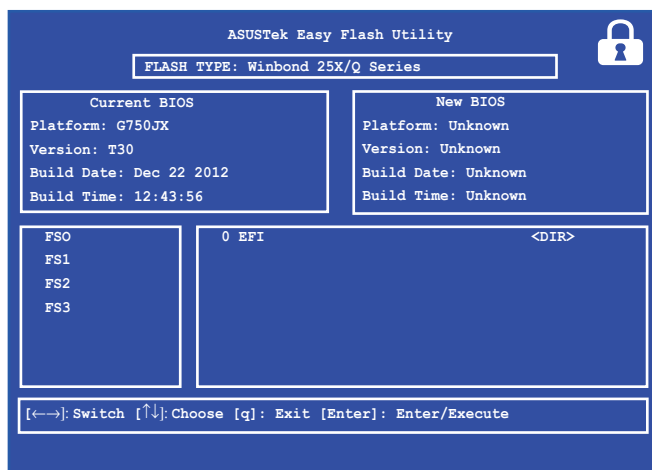 ASUSTek Easy Flash Utility
FLASH TYPE: Winbond 25X/Q Series
Current BIOS
Platform: G750JX
Version: T30
Build Date: Dec 22 2012
Build Time: 12:43:56
New BIOS
Platform: Unknown
Version: Unknown
Build Date: Unknown
Build Time: Unknown
FSO
FS1
FS2
FS3
0 EFI <DIR>
[←→]: Switch [↑↓]: Choose [q]: Exit [Enter]: Enter/Execute